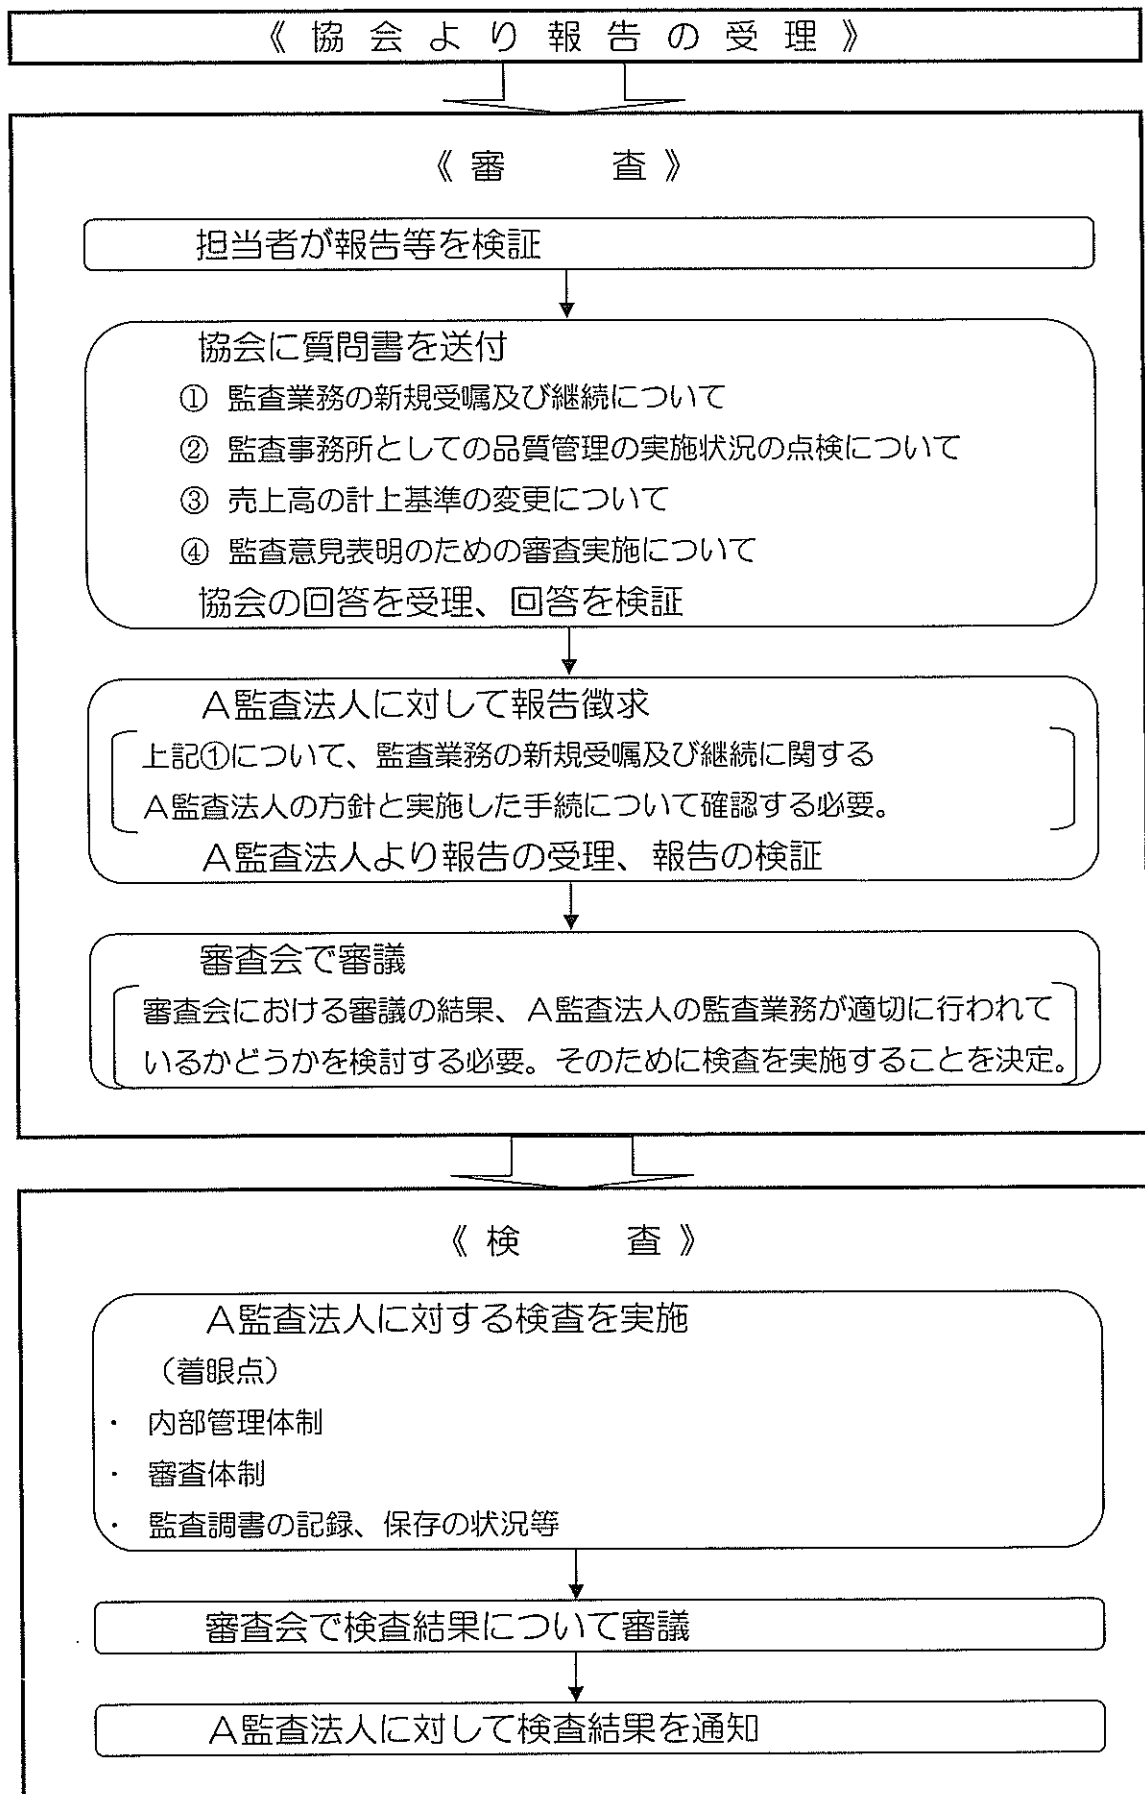 《協会より報告の受理》
《審　　査》
担当者が報告等を検証
協会に質問書を送付
① 監査業務の新規受嘱及び継続について
② 監査事務所としての品質管理の実施状況の点検について
③ 売上高の計上基準の変更について
④ 監査意見表明のための審査実施について
協会の回答を受理、回答を検証
A監査法人に対して報告徴求
上記①について、監査業務の新規受嘱及び継続に関する
A監査法人の方針と実施した手続について確認する必要。
A監査法人より報告の受理、報告の検証
審査会で審議
審査会における審議の結果、A監査法人の監査業務が適切に行われて
いるかどうかを検討する必要。そのために検査を実施することを決定。
《検　　査》
A監査法人に対する検査を実施
（着眼点）
・ 内部管理体制
・ 審査体制
・ 監査調書の記録、保存の状況等
審査会で検査結果について審議
A監査法人に対して検査結果を通知